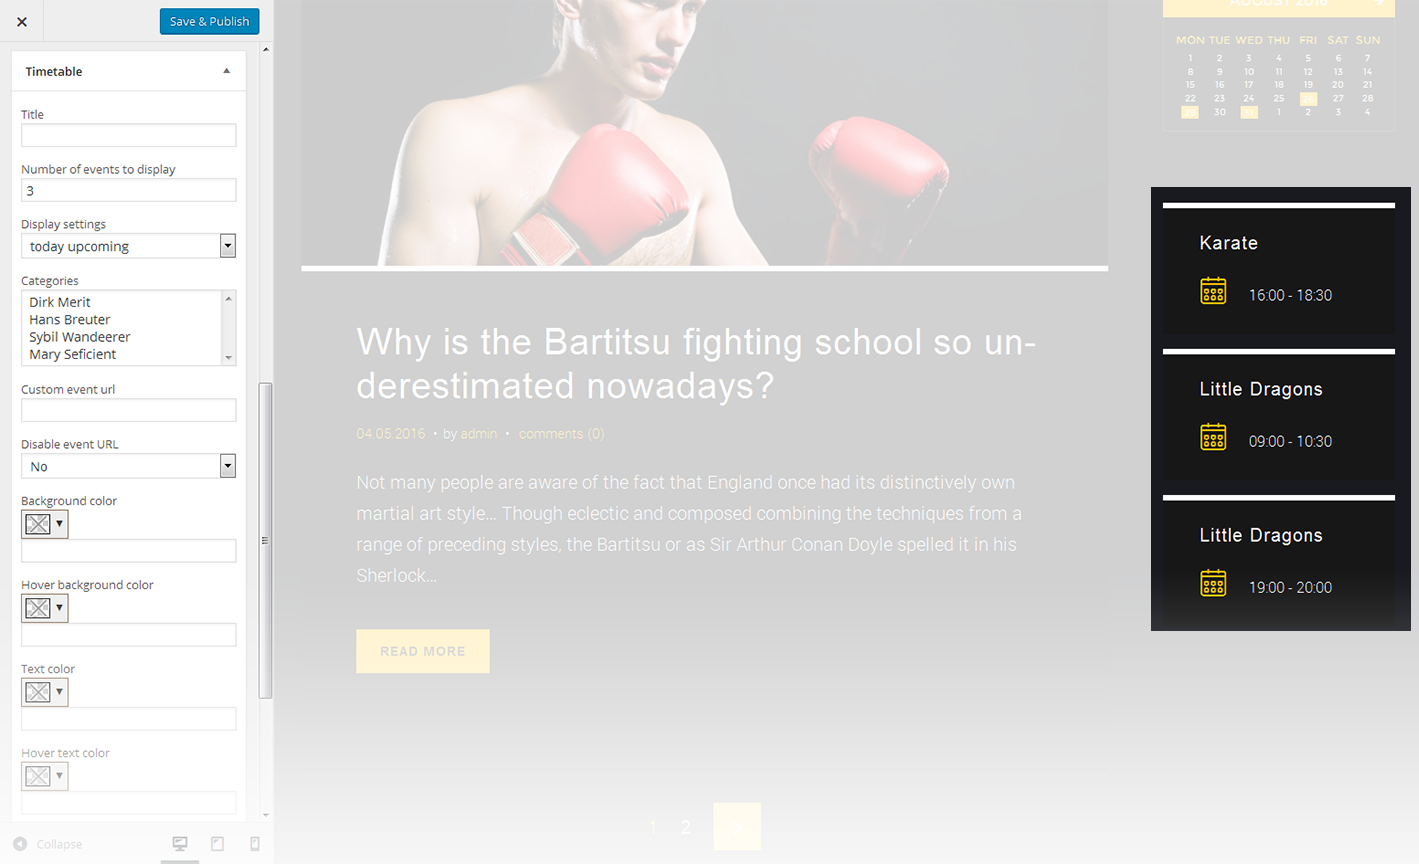 Save & Publish
Timetable
Title
Number of events to display
3
Display settings
today upcoming
Categories
Dirk Merit
Hans Breuter
Sybil Wandeerer
Mary Seficient
Custom event url
Disable event URL
No
Background color
Hover background color
Text color
Hover text color
Collapse
Why is the Bartitsu fighting school so un-
derestimated nowadays?
04.05.2016 • by admin • comments (0)
Not many people are aware of the fact that England once had its distinctively own
martial art style... Though eclectic and composed combining the techniques from a
range of preceding styles, the Bartitsu or as Sir Arthur Conan Doyle spelled it in his
Sherlock...
READ MORE
1 2
AUGUST 2016
MON TUE WED THU FRI SAT SUN
1 2 3 4 5 6 7
8 9 10 11 12 13 14
15 16 17 18 19 20 21
22 23 24 25 26 27 28
29 30 31 1 2 3 4
Karate
16:00 - 18:30
Little Dragons
09:00 - 10:30
Little Dragons
19:00 - 20:00